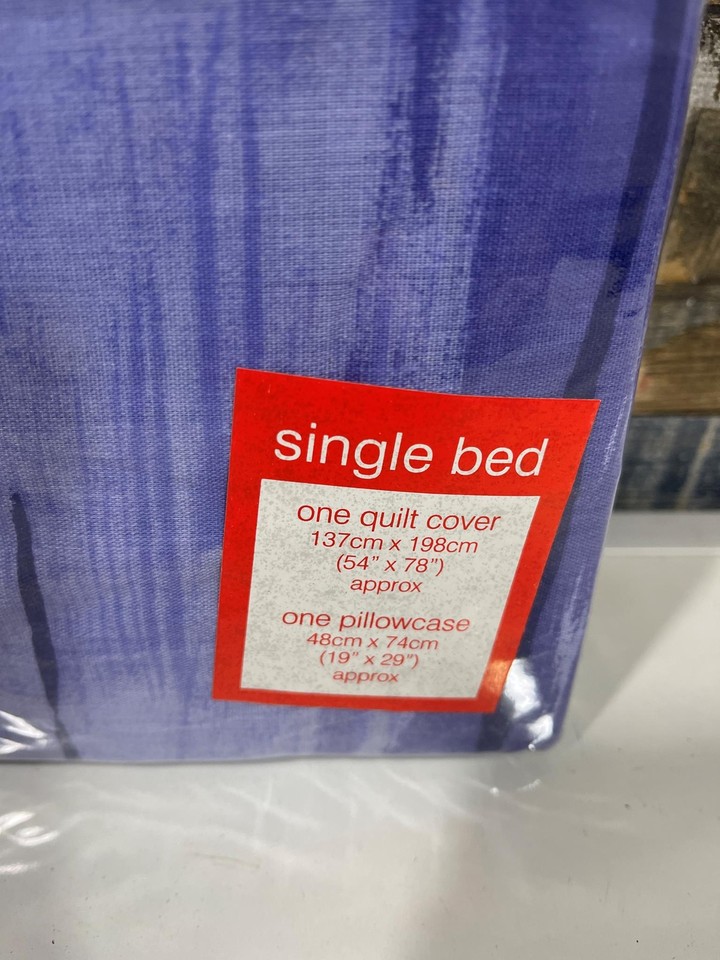 single bed
one quilt cover
137cm x 198cm
(54" x 78")
approx
one pillowcase
48cm x 74cm
(19" x 29")
approx